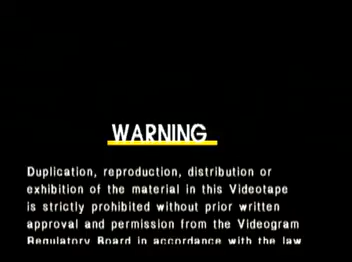 WARNING
Duplication, reproduction, distribution or
exhibition of the material in this Videotape
is strictly prohibited without prior written
approval and permission from the Videogram
Regulatory Board in accordance with the law